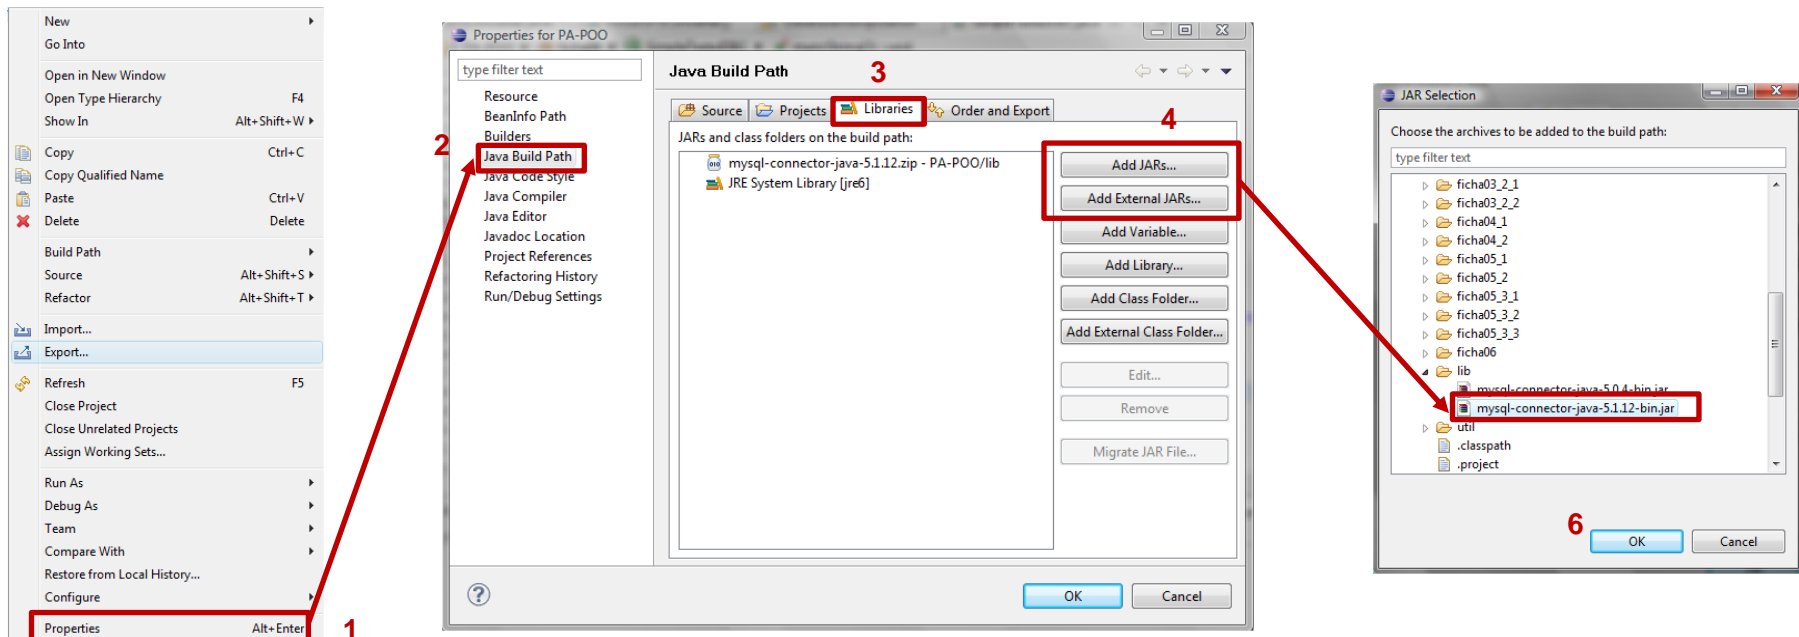 New
Go Into
Open in New Window
Open Type Hierarchy F4
Show In Alt+Shift+W
Copy Ctrl+C
Copy Qualified Name
Paste Ctrl+V
Delete Delete
Build Path
Source Alt+Shift+S
Refactor Alt+Shift+T
Import...
Export...
Refresh F5
Close Project
Close Unrelated Projects
Assign Working Sets...
Run As
Debug As
Team
Compare With
Restore from Local History...
Configure
Properties Alt+Enter
1
Properties for PA-POO
type filter text
Resource
BeanInfo Path
Builders
2
Java Build Path
Java Code Style
Java Compiler
Java Editor
Javadoc Location
Project References
Refactoring History
Run/Debug Settings
Java Build Path
3
Source Projects Libraries Order and Export
4
JARs and class folders on the build path:
mysql-connector-java-5.1.12.zip - PA-POO/lib
JRE System Library [jre6]
Add JARs...
Add External JARs...
Add Variable...
Add Library...
Add Class Folder...
Add External Class Folder...
Edit...
Remove
Migrate JAR File...
OK Cancel
JAR Selection
Choose the archives to be added to the build path:
type filter text
ficha03_2_1
ficha03_2_2
ficha04_1
ficha04_2
ficha05_1
ficha05_2
ficha05_3_1
ficha05_3_2
ficha05_3_3
ficha06
lib
mysql-connector-java-5.0.4-bin.jar
mysql-connector-java-5.1.12-bin.jar
util
.classpath
.project
6
OK Cancel